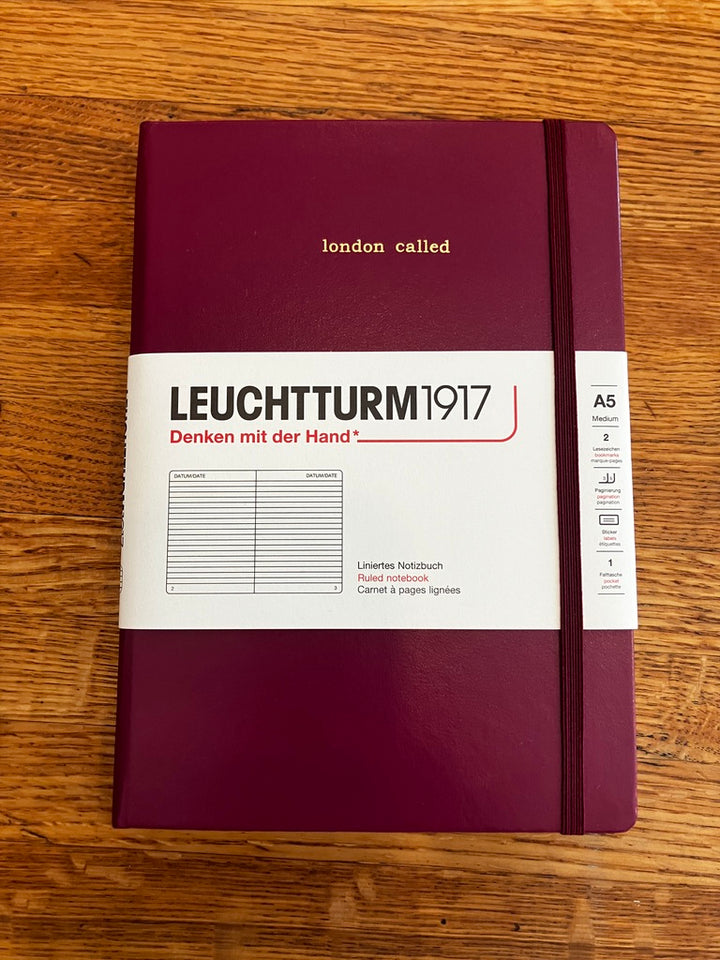 london called
LEUCHTTURM1917
Denken mit der Hand*
DATUM/DATE DATUM/DATE
2 3
Liniertes Notizbuch
Ruled notebook
Carnet à pages lignées
A5
Medium
2
Lesezeichen
bookmarks
marque-pages
Paginierung
pagination
pagination
Sticker
labels
étiquettes
1
Falttasche
pocket
pochette